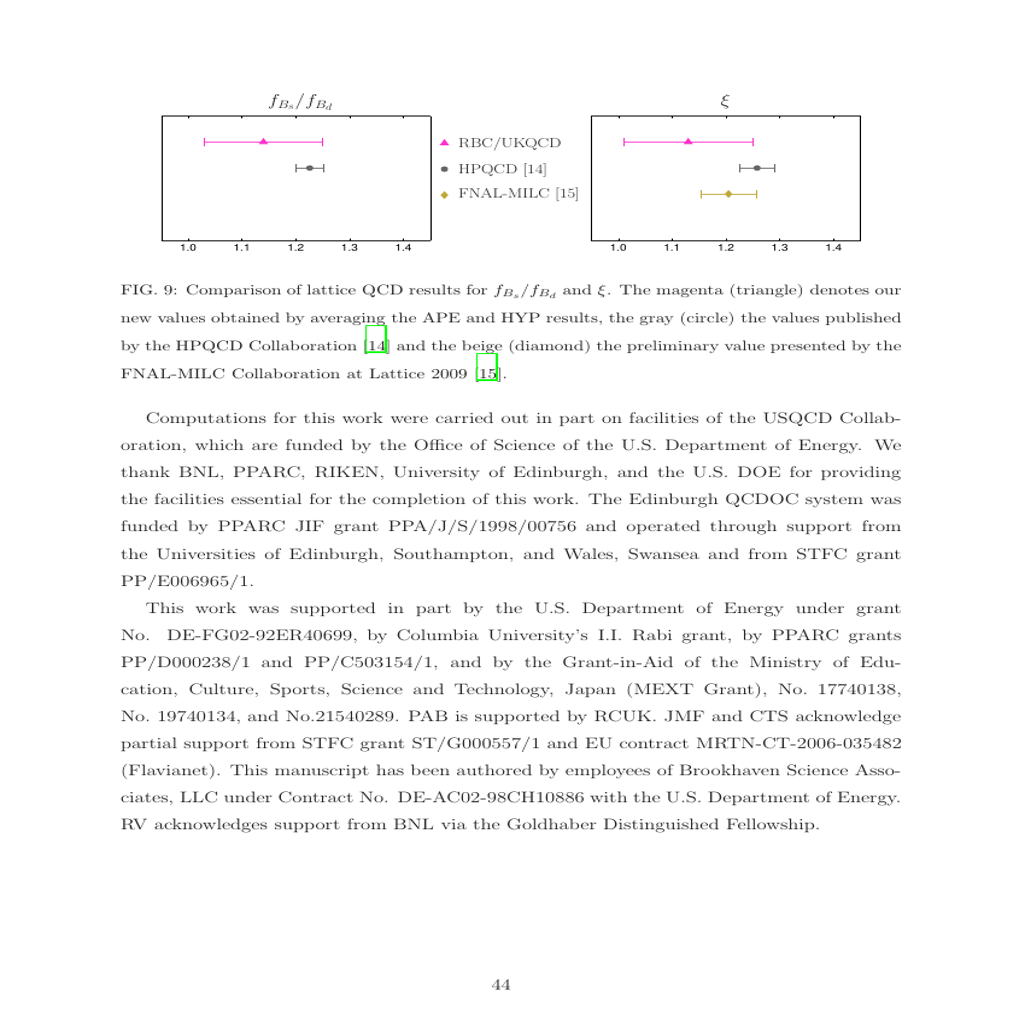 f_{B_s}/f_{B_d}
ξ
RBC/UKQCD
HPQCD [14]
FNAL-MILC [15]
1.0 1.1 1.2 1.3 1.4
1.0 1.1 1.2 1.3 1.4
FIG. 9: Comparison of lattice QCD results for f_{B_s}/f_{B_d} and ξ. The magenta (triangle) denotes our
new values obtained by averaging the APE and HYP results, the gray (circle) the values published
by the HPQCD Collaboration [14] and the beige (diamond) the preliminary value presented by the
FNAL-MILC Collaboration at Lattice 2009 [15].
Computations for this work were carried out in part on facilities of the USQCD Collab-
oration, which are funded by the Office of Science of the U.S. Department of Energy. We
thank BNL, PPARC, RIKEN, University of Edinburgh, and the U.S. DOE for providing
the facilities essential for the completion of this work. The Edinburgh QCDOC system was
funded by PPARC JIF grant PPA/J/S/1998/00756 and operated through support from
the Universities of Edinburgh, Southampton, and Wales, Swansea and from STFC grant
PP/E006965/1.
This work was supported in part by the U.S. Department of Energy under grant
No. DE-FG02-92ER40699, by Columbia University's I.I. Rabi grant, by PPARC grants
PP/D000238/1 and PP/C503154/1, and by the Grant-in-Aid of the Ministry of Edu-
cation, Culture, Sports, Science and Technology, Japan (MEXT Grant), No. 17740138,
No. 19740134, and No.21540289. PAB is supported by RCUK. JMF and CTS acknowledge
partial support from STFC grant ST/G000557/1 and EU contract MRTN-CT-2006-035482
(Flavianet). This manuscript has been authored by employees of Brookhaven Science Asso-
ciates, LLC under Contract No. DE-AC02-98CH10886 with the U.S. Department of Energy.
RV acknowledges support from BNL via the Goldhaber Distinguished Fellowship.
44